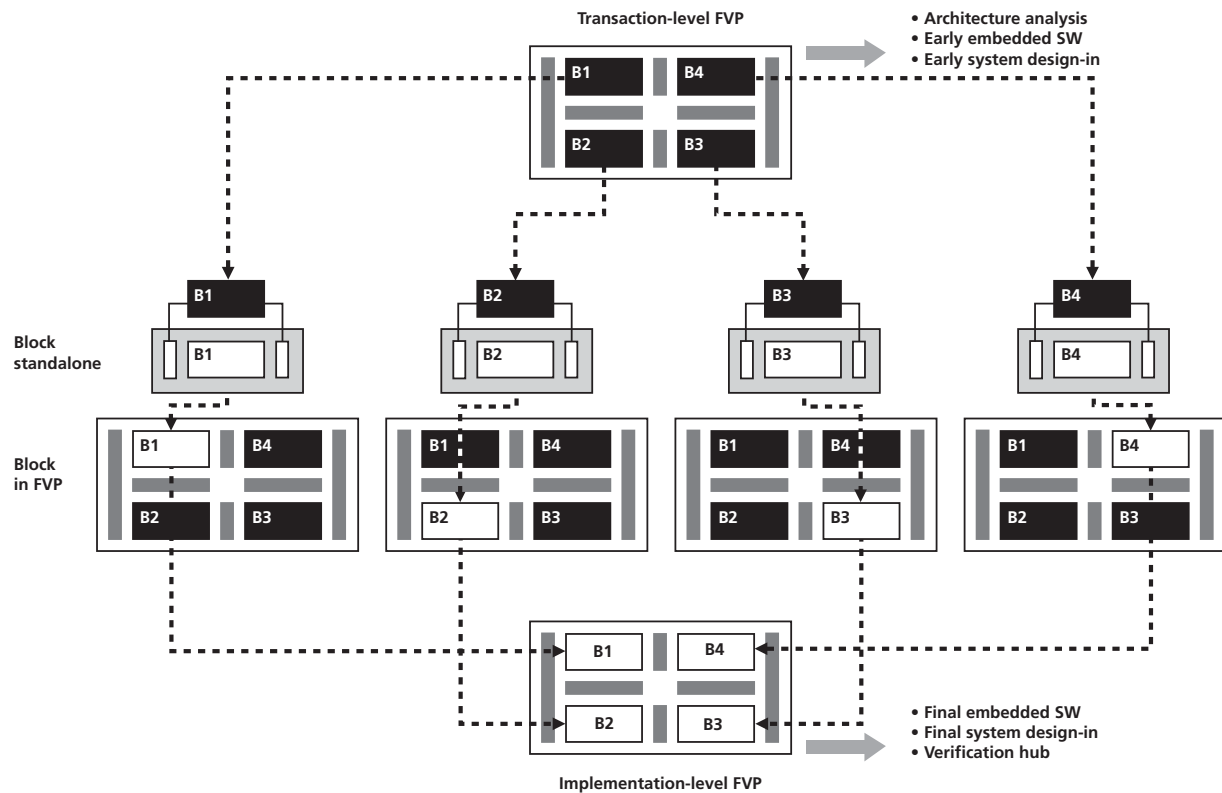 Transaction-level FVP
• Architecture analysis
• Early embedded SW
• Early system design-in
B1
B4
B2
B3
B1
B2
B3
B4
Block
standalone
B1
B2
B3
B4
Block
in FVP
B1
B4
B2
B3
B1
B4
B2
B3
B1
B4
B2
B3
B1
B4
B2
B3
B1
B4
B2
B3
• Final embedded SW
• Final system design-in
• Verification hub
Implementation-level FVP